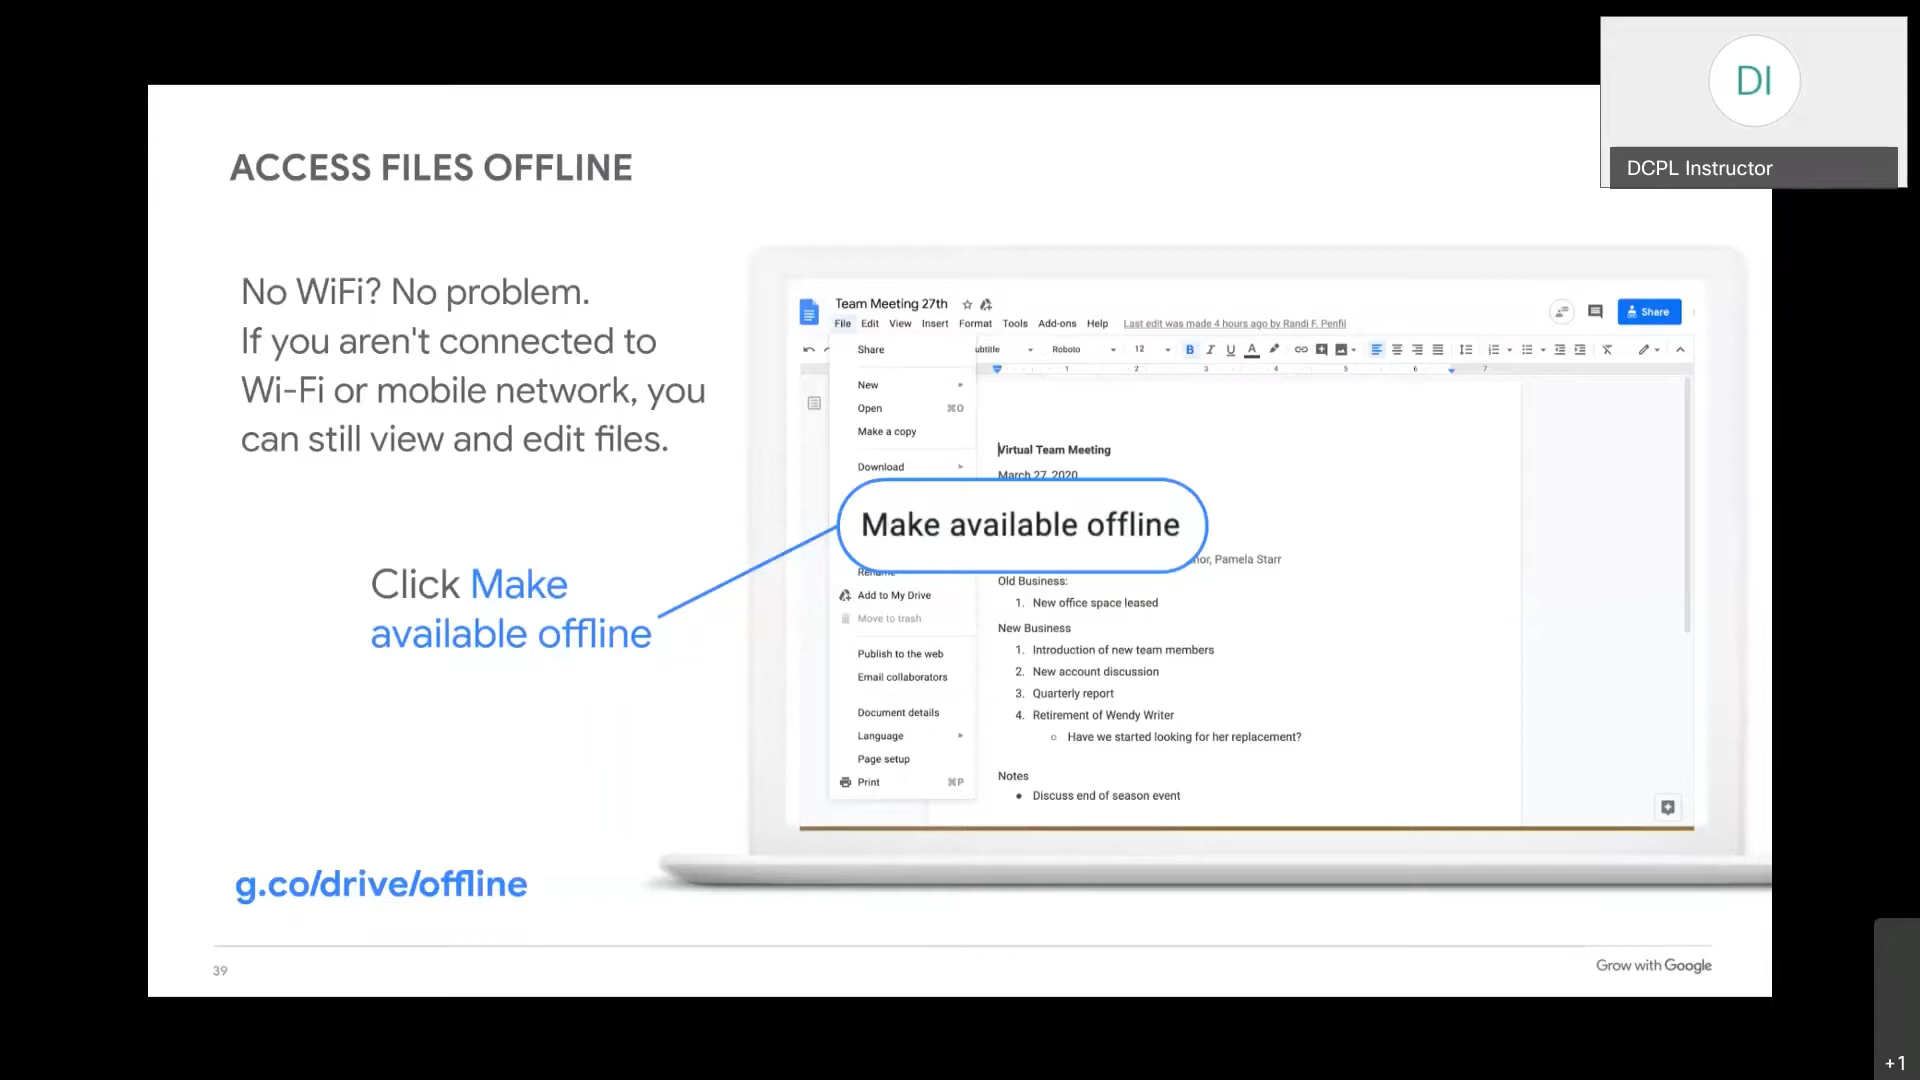 DI
DCPL Instructor
ACCESS FILES OFFLINE
No WiFi? No problem.
If you aren't connected to
Wi-Fi or mobile network, you
can still view and edit files.
Click Make
available offline
g.co/drive/offline
Team Meeting 27th
File Edit View Insert Format Tools Add-ons Help Last edit was made 4 hours ago by Randi F. Penfil
Share
Roboto 12 B I U A
1 2 3 4 5 6 7
Share
New
Open ⌘O
Make a copy
Download
Make available offline
Add to My Drive
Move to trash
Publish to the web
Email collaborators
Document details
Language
Page setup
Print ⌘P
Virtual Team Meeting
March 27, 2020
Pamela Starr
Old Business:
1. New office space leased
New Business
1. Introduction of new team members
2. New account discussion
3. Quarterly report
4. Retirement of Wendy Writer
○ Have we started looking for her replacement?
Notes
● Discuss end of season event
39
Grow with Google
+1